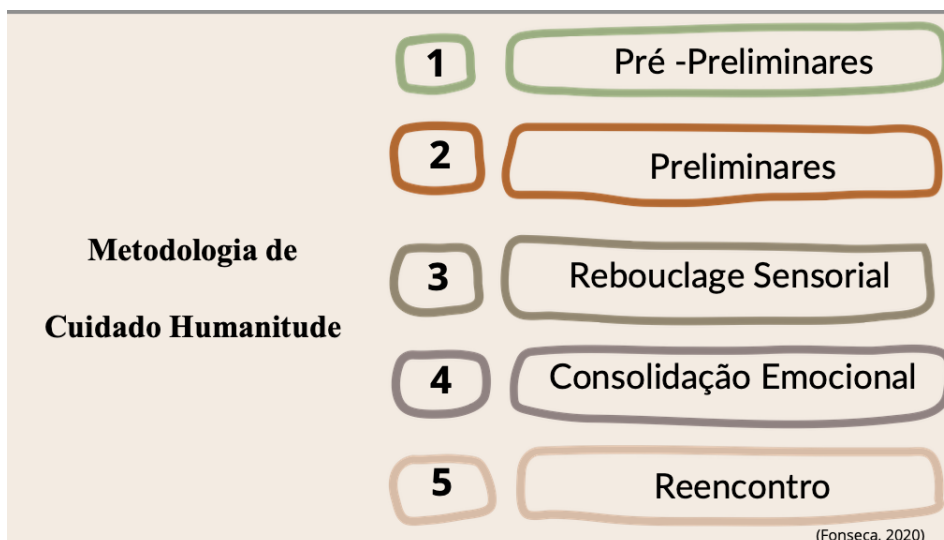 Metodologia de
Cuidado Humanitude
1 Pré -Preliminares
2 Preliminares
3 Rebouclage Sensorial
4 Consolidação Emocional
5 Reencontro
(Fonseca, 2020)